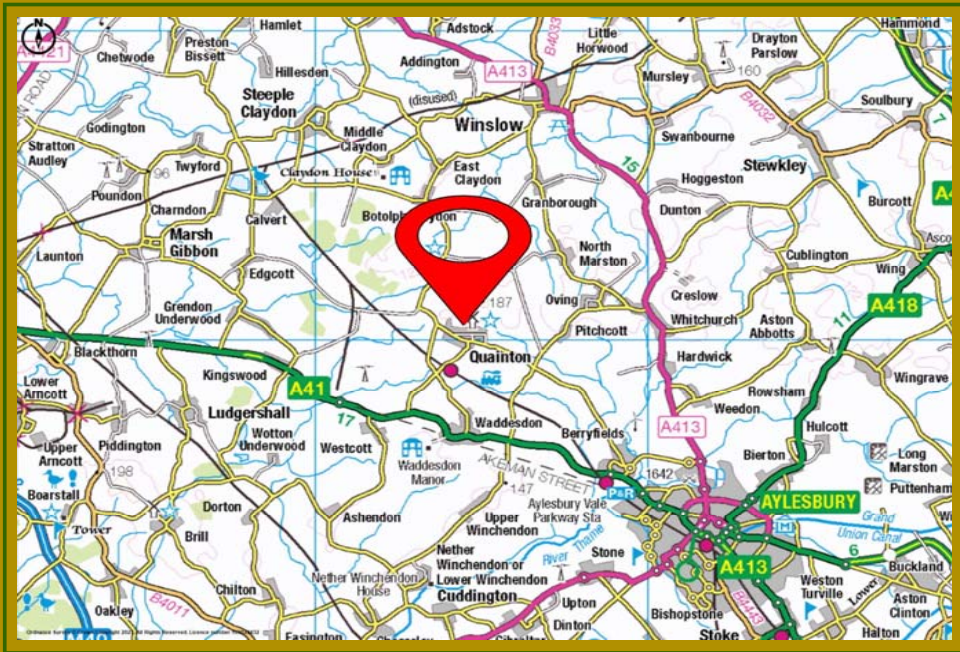 N
Hamlet
Adstock
B4033
Little
Horwood
Drayton
Parslow
Hammond
Chetwode
Preston
Bissett
Addington
A413
Mursley
160
Hillesden
Steeple
Claydon
(disused)
Winslow
B4032
Soulbury
7
Godington
Stratton
Audley
Middle
Claydon
Swanbourne
Stewkley
Twyford
96
Claydon House
East
Claydon
15
Hoggeston
Poundon
Charndon
Calvert
Granborough
Dunton
Burcott
Marsh
Gibbon
North
Marston
Cublington
Launton
Edgcott
Wing
187
Creslow
Grendon
Underwood
Oving
A418
Whitchurch
Aston
Abbotts
11
Blackthorn
Quainton
Pitchcott
Hardwick
Kingswood
Wingrave
Lower
Arncott
A41
17
Rowsham
Ludgershall
Weedon
Waddesdon
A413
Hulcott
Upper
Arncott
Piddington
Wotton
Underwood
Westcott
Berryfields
Bierton
Long
Marston
198
Waddesdon
Manor
AKEMAN STREET
1642
Boarstall
147
P&R
AYLESBURY
Puttenham
Tower
Dorton
Ashendon
Upper
Winchendon
Aylesbury Vale
Parkway Sta
M
Grand
Union Canal
Brill
River Thame
Stone
Nether
Winchendon or
Lower Winchendon
6
A413
Buckland
Nether Winchendon
House
Cuddington
Weston
Turville
Lower
Chilton
Oakley
B4011
Upton
Bishopstone
B4443
Aston
Clinton
Dinton
Easington
Stoke
Halton